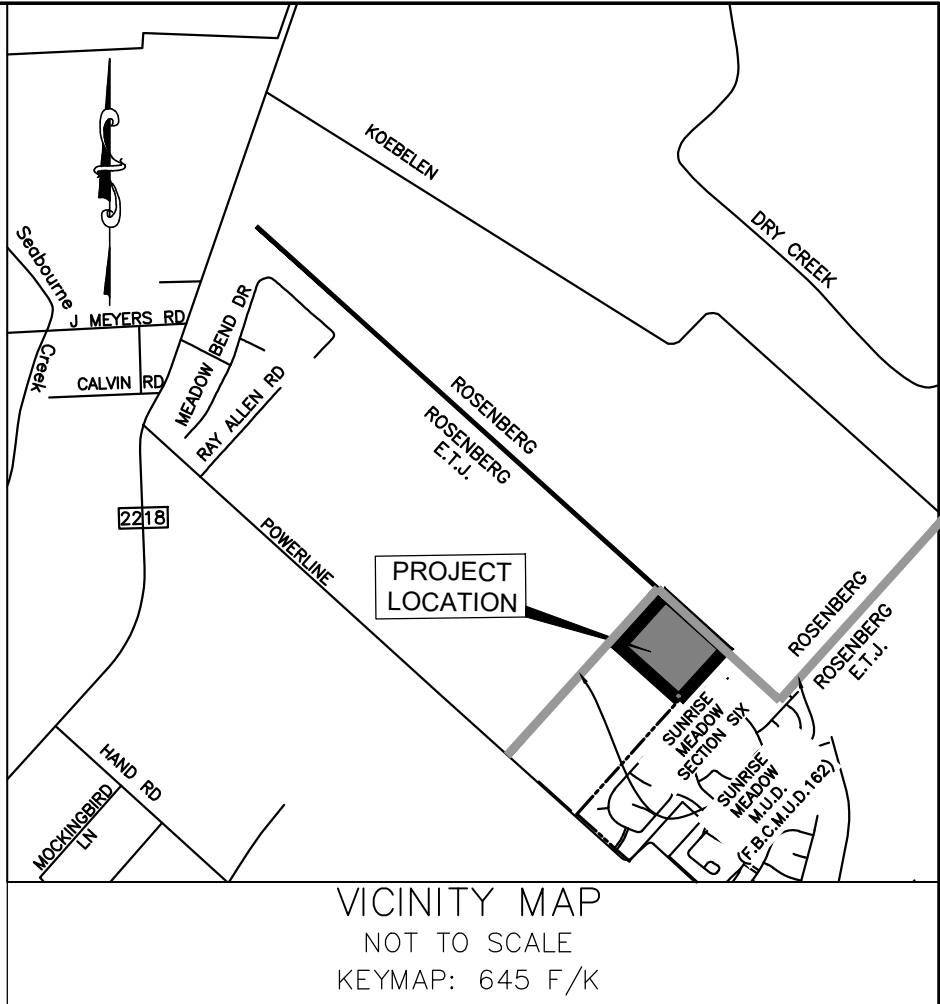 KOEBELEN
DRY CREEK
Seabourne
Creek
J MEYERS RD
MEADOW BEND DR
CALVIN RD
RAY ALLEN RD
ROSENBERG
ROSENBERG
E.T.J.
2218
POWERLINE
PROJECT
LOCATION
ROSENBERG
ROSENBERG
E.T.J.
SUNRISE
MEADOW
SECTION SIX
SUNRISE
MEADOW
M.U.D.
(F.B.C.M.U.D.162)
HAND RD
MOCKINGBIRD
LN
VICINITY MAP
NOT TO SCALE
KEYMAP: 645 F/K